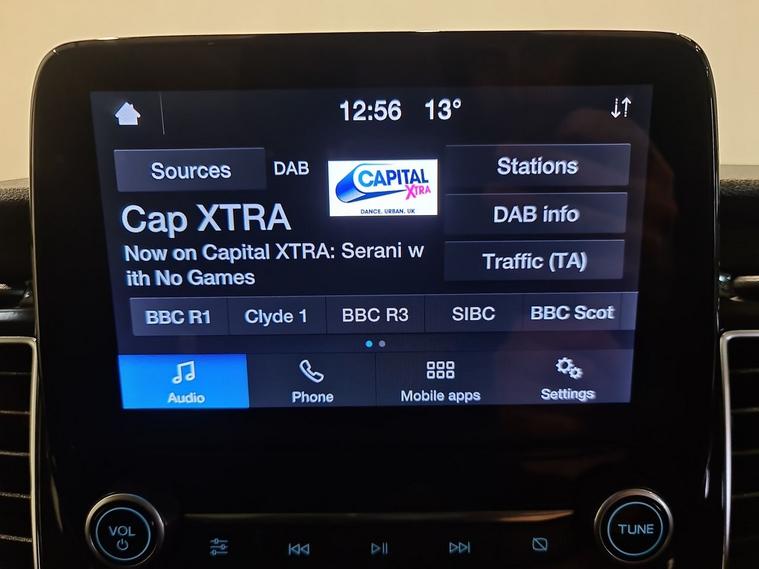 12:56 13°
Sources DAB
CAPITAL
XTRA
DANCE. URBAN. UK
Stations
Cap XTRA
DAB info
Now on Capital XTRA: Serani w
ith No Games
Traffic (TA)
BBC R1 Clyde 1 BBC R3 SIBC BBC Scot
Audio Phone Mobile apps Settings
VOL
TUNE